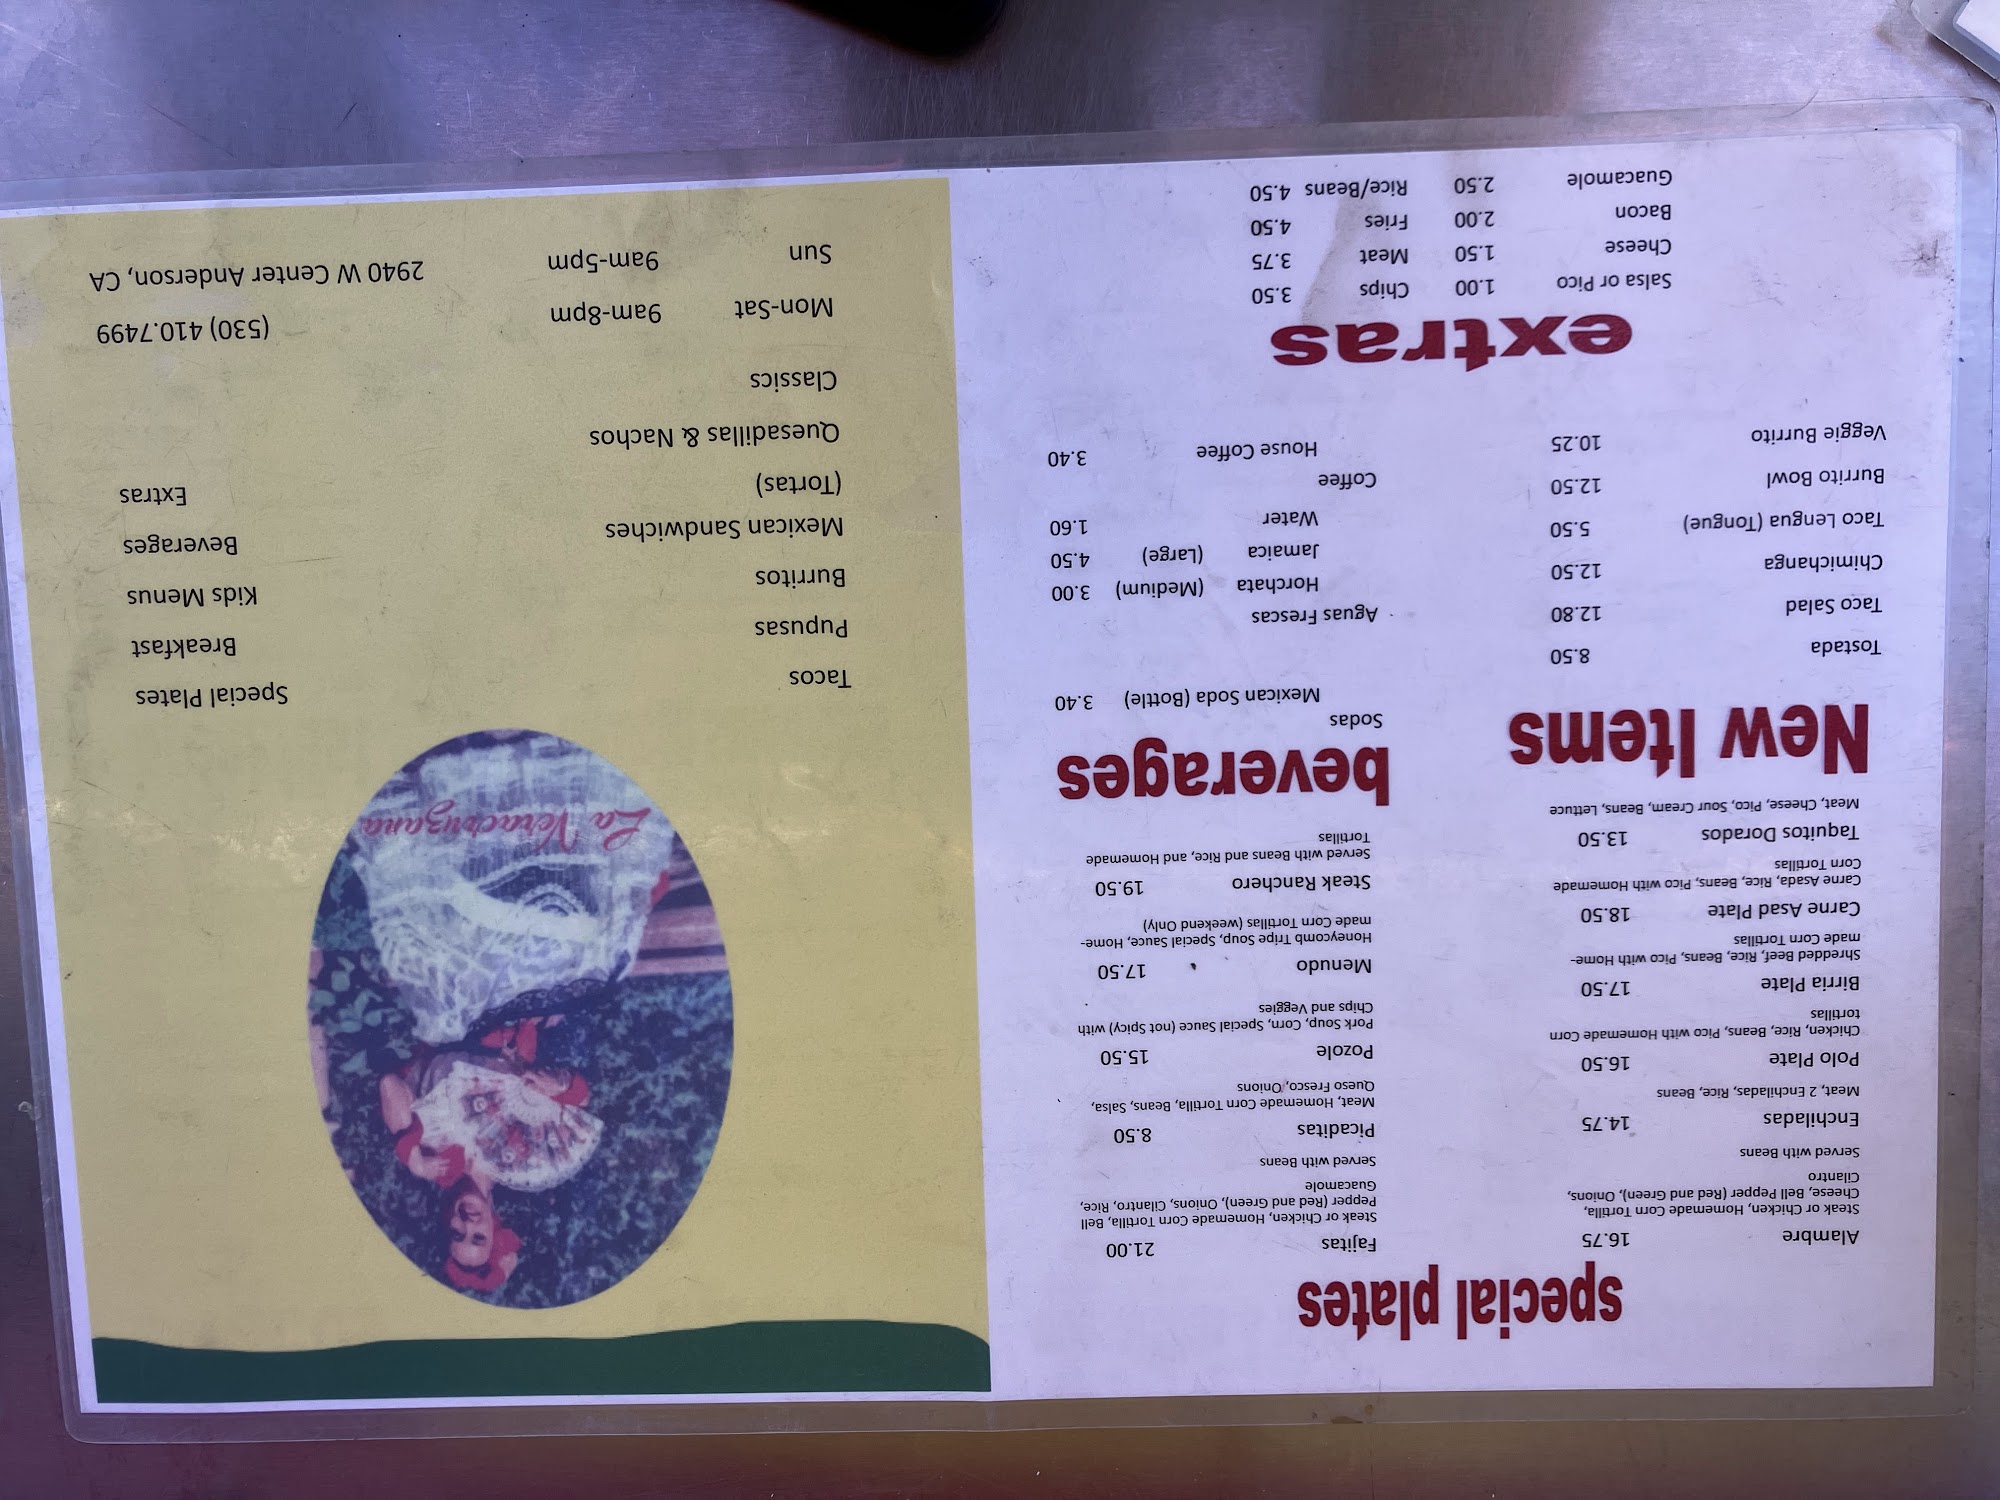 special plates
Alambre 16.75
Steak or Chicken, Homemade Corn Tortilla,
Cheese, Bell Pepper (Red and Green), Onions,
Cilantro
Served with Beans
Enchiladas 14.75
Meat, 2 Enchiladas, Rice, Beans
Polo Plate 16.50
Chicken, Rice, Beans, Pico with Homemade Corn
tortillas
Birria Plate 17.50
Shredded Beef, Rice, Beans, Pico with Home-
made Corn Tortillas
Carne Asad Plate 18.50
Carne Asada, Rice, Beans, Pico with Homemade
Corn Tortillas
Taquitos Dorados 13.50
Meat, Cheese, Pico, Sour Cream, Beans, Lettuce
Fajitas 21.00
Steak or Chicken, Homemade Corn Tortilla, Bell
Pepper (Red and Green), Onions, Cilantro, Rice,
Guacamole
Served with Beans
Picaditas 8.50
Meat, Homemade Corn Tortilla, Beans, Salsa,
Queso Fresco, Onions
Pozole 15.50
Pork Soup, Corn, Special Sauce (not Spicy) with
Chips and Veggies
Menudo 17.50
Honeycomb Tripe Soup, Special Sauce, Home-
made Corn Tortillas (weekend Only)
Steak Ranchero 19.50
Served with Beans and Rice, and Homemade
Tortillas
New Items
Tostada 8.50
Taco Salad 12.80
Chimichanga 12.50
Taco Lengua (Tongue) 5.50
Burrito Bowl 12.50
Veggie Burrito 10.25
beverages
Sodas
Mexican Soda (Bottle) 3.40
Aguas Frescas
Horchata (Medium) 3.00
Jamaica (Large) 4.50
Water 1.60
Coffee
House Coffee 3.40
extras
Salsa or Pico 1.00 Chips 3.50
Cheese 1.50 Meat 3.75
Bacon 2.00 Fries 4.50
Guacamole 2.50 Rice/Beans 4.50
La Veracruzana
Tacos
Pupusas
Burritos
Mexican Sandwiches
(Tortas)
Quesadillas & Nachos
Classics
Special Plates
Breakfast
Kids Menus
Beverages
Extras
Mon-Sat 9am-8pm (530) 410.7499
Sun 9am-5pm 2940 W Center Anderson, CA